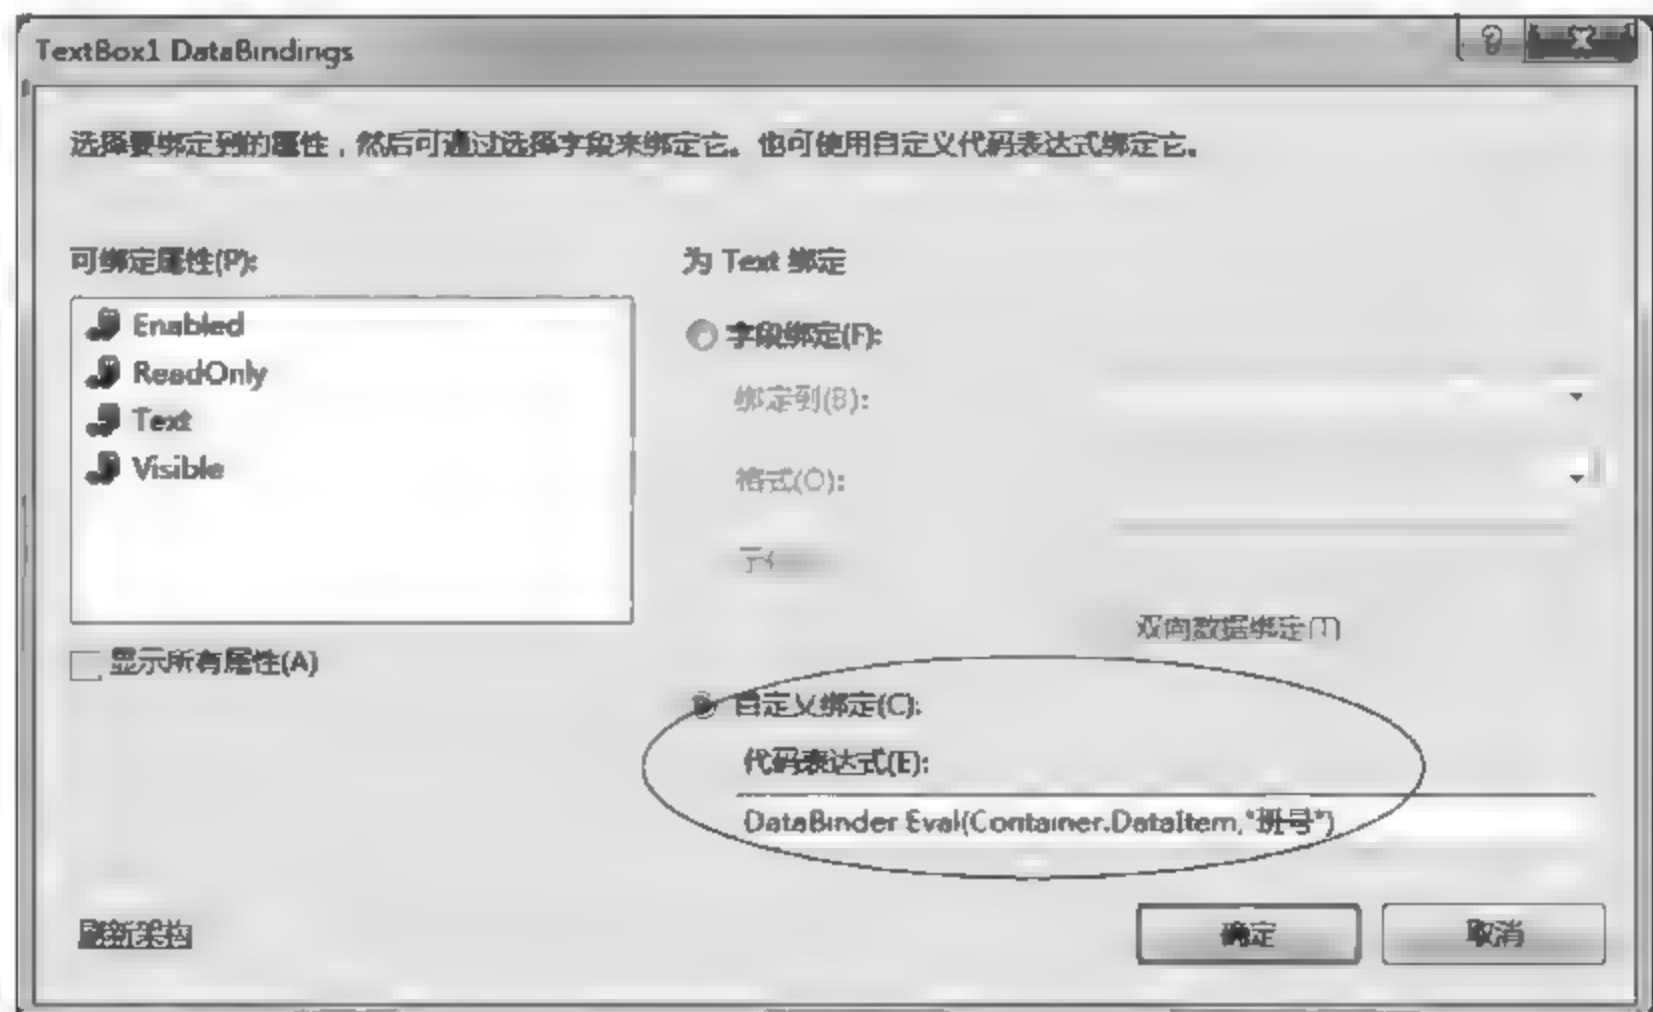 TextBox1 DataBindings
选择要绑定到的属性，然后可通过选择字段来绑定它。也可使用自定义代码表达式绑定它。
可绑定属性(P):
Enabled
ReadOnly
Text
Visible
显示所有属性(A)
为 Text 绑定
字段绑定(F):
绑定到(B):
格式(O):
双向数据绑定(T)
自定义绑定(C):
代码表达式(E):
DataBinder Eval(Container.DataItem,"班号")
刷新架构
确定
取消